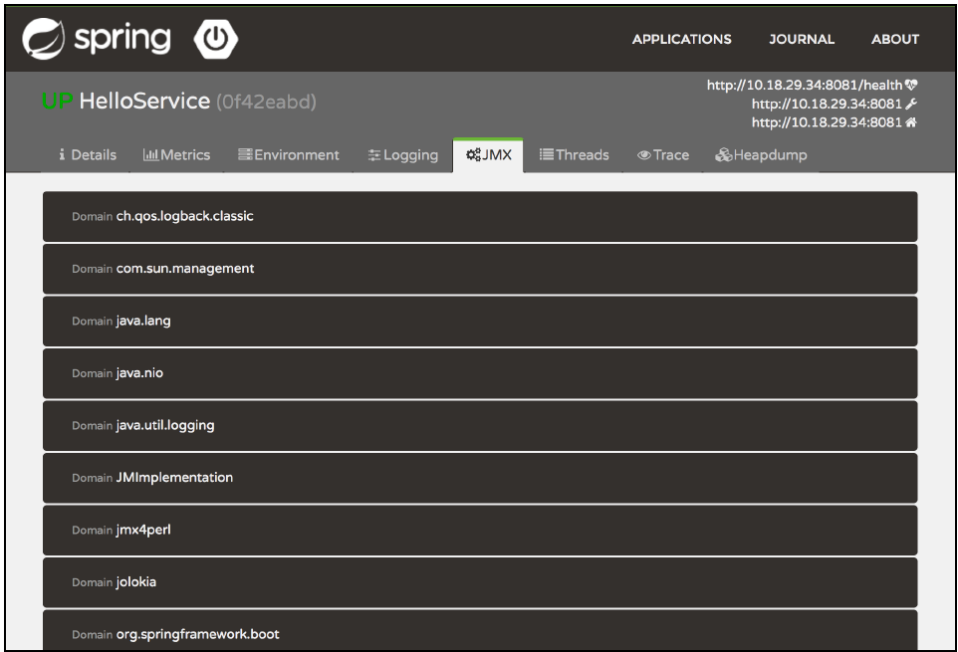 spring
APPLICATIONS JOURNAL ABOUT
UP HelloService (0f42eabd)
http://10.18.29.34:8081/health
http://10.18.29.34:8081
http://10.18.29.34:8081
Details Metrics Environment Logging JMX Threads Trace Heapdump
Domain ch.qos.logback.classic
Domain com.sun.management
Domain java.lang
Domain java.nio
Domain java.util.logging
Domain JMImplementation
Domain jmx4perl
Domain jolokia
Domain org.springframework.boot